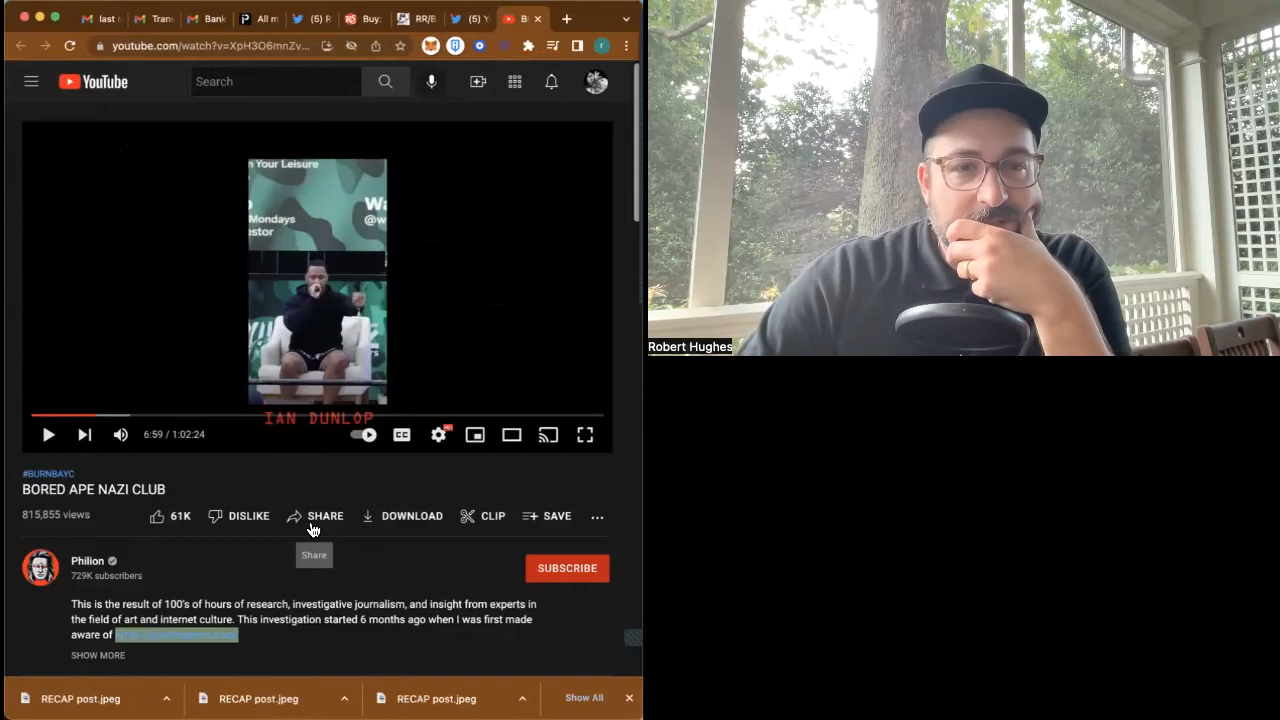 last r
Trans
Bank
All m
(5) R
Buy:
RR/B
(5) Y
youtube.com/watch?v=XpH3O6mnZv...
YouTube
Search
n Your Leisure
Wa
@w
Mondays
estor
IAN DUNLOP
6:59 / 1:02:24
CC
HD
#BURNBAYC
BORED APE NAZI CLUB
815,855 views
61K
DISLIKE
SHARE
DOWNLOAD
CLIP
SAVE
Share
Philion
729K subscribers
SUBSCRIBE
This is the result of 100's of hours of research, investigative journalism, and insight from experts in
the field of art and internet culture. This investigation started 6 months ago when I was first made
aware of
SHOW MORE
RECAP post.jpeg
RECAP post.jpeg
RECAP post.jpeg
Show All
Robert Hughes